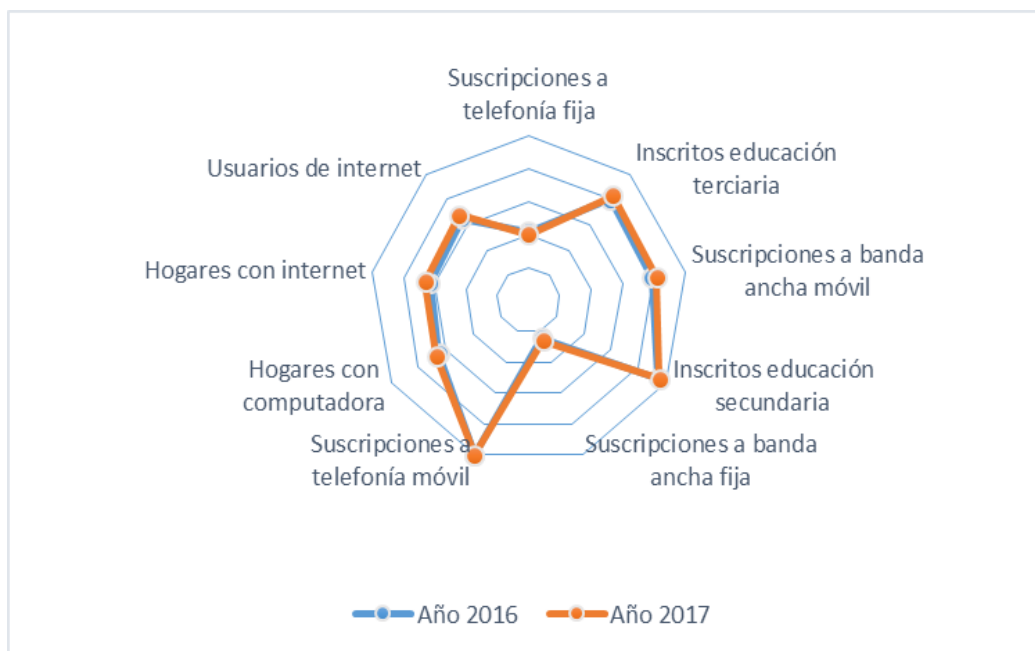 Suscripciones a
telefonía fija
Inscritos educación
terciaria
Suscripciones a banda
ancha móvil
Inscritos educación
secundaria
Suscripciones a banda
ancha fija
Suscripciones a
telefonía móvil
Hogares con
computadora
Hogares con internet
Usuarios de internet
Año 2016
Año 2017